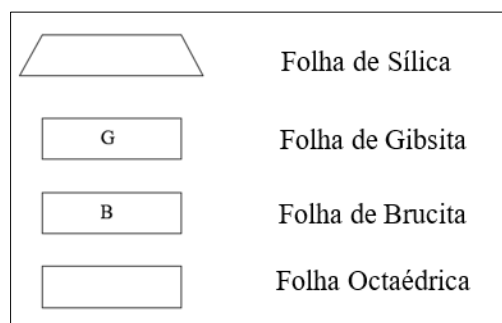 Folha de Sílica
G Folha de Gibsita
B Folha de Brucita
Folha Octaédrica